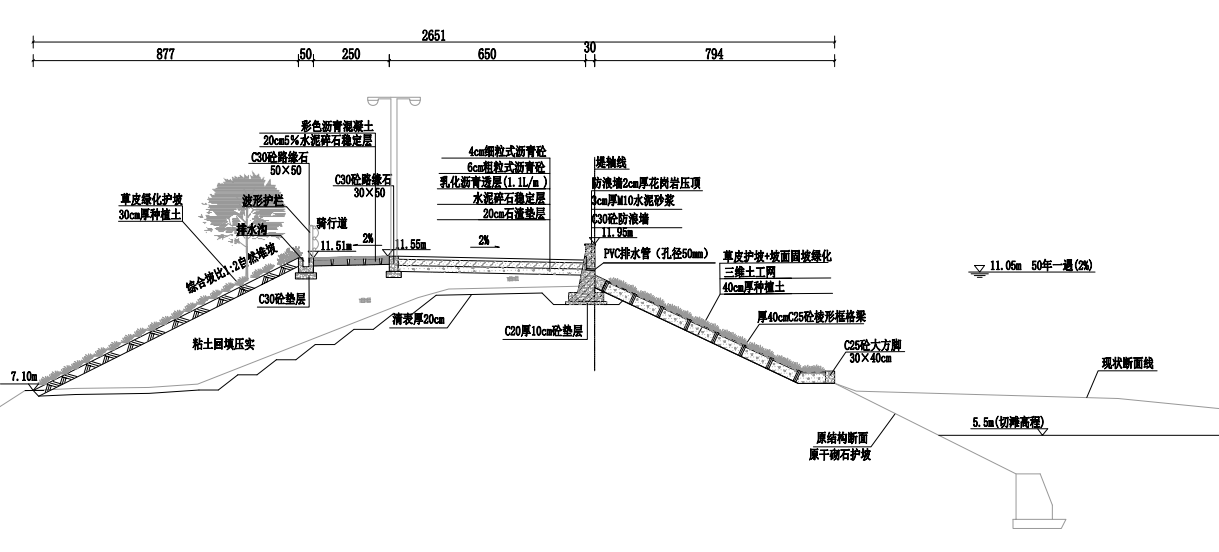 2651
877
50
250
650
30
794
彩色沥青混凝土
20cm5%水泥碎石稳定层
C30砼路缘石
50×50
C30砼路缘石
30×50
4cm细粒式沥青砼
6cm粗粒式沥青砼
乳化沥青透层(1.1L/m )
水泥碎石稳定层
20cm石渣垫层
堤轴线
防浪墙2cm厚花岗岩压顶
3cm厚M10水泥砂浆
C30砼防浪墙
11.95m
草皮绿化护坡
30cm厚种植土
波形护栏
骑行道
排水沟
2%
11.51m
11.55m
2%
PVC排水管（孔径50mm）
草皮护坡+坡面固坡绿化
三维土工网
40cm厚种植土
11.05m 50年一遇(2%)
综合坡比1:2自然堆坡
C30砼垫层
清表厚20cm
C20厚10cm砼垫层
厚40cmC25砼棱形框格梁
粘土回填压实
C25砼大方脚
30×40cm
7.10m
现状断面线
5.5m(切滩高程)
原结构断面
原干砌石护坡